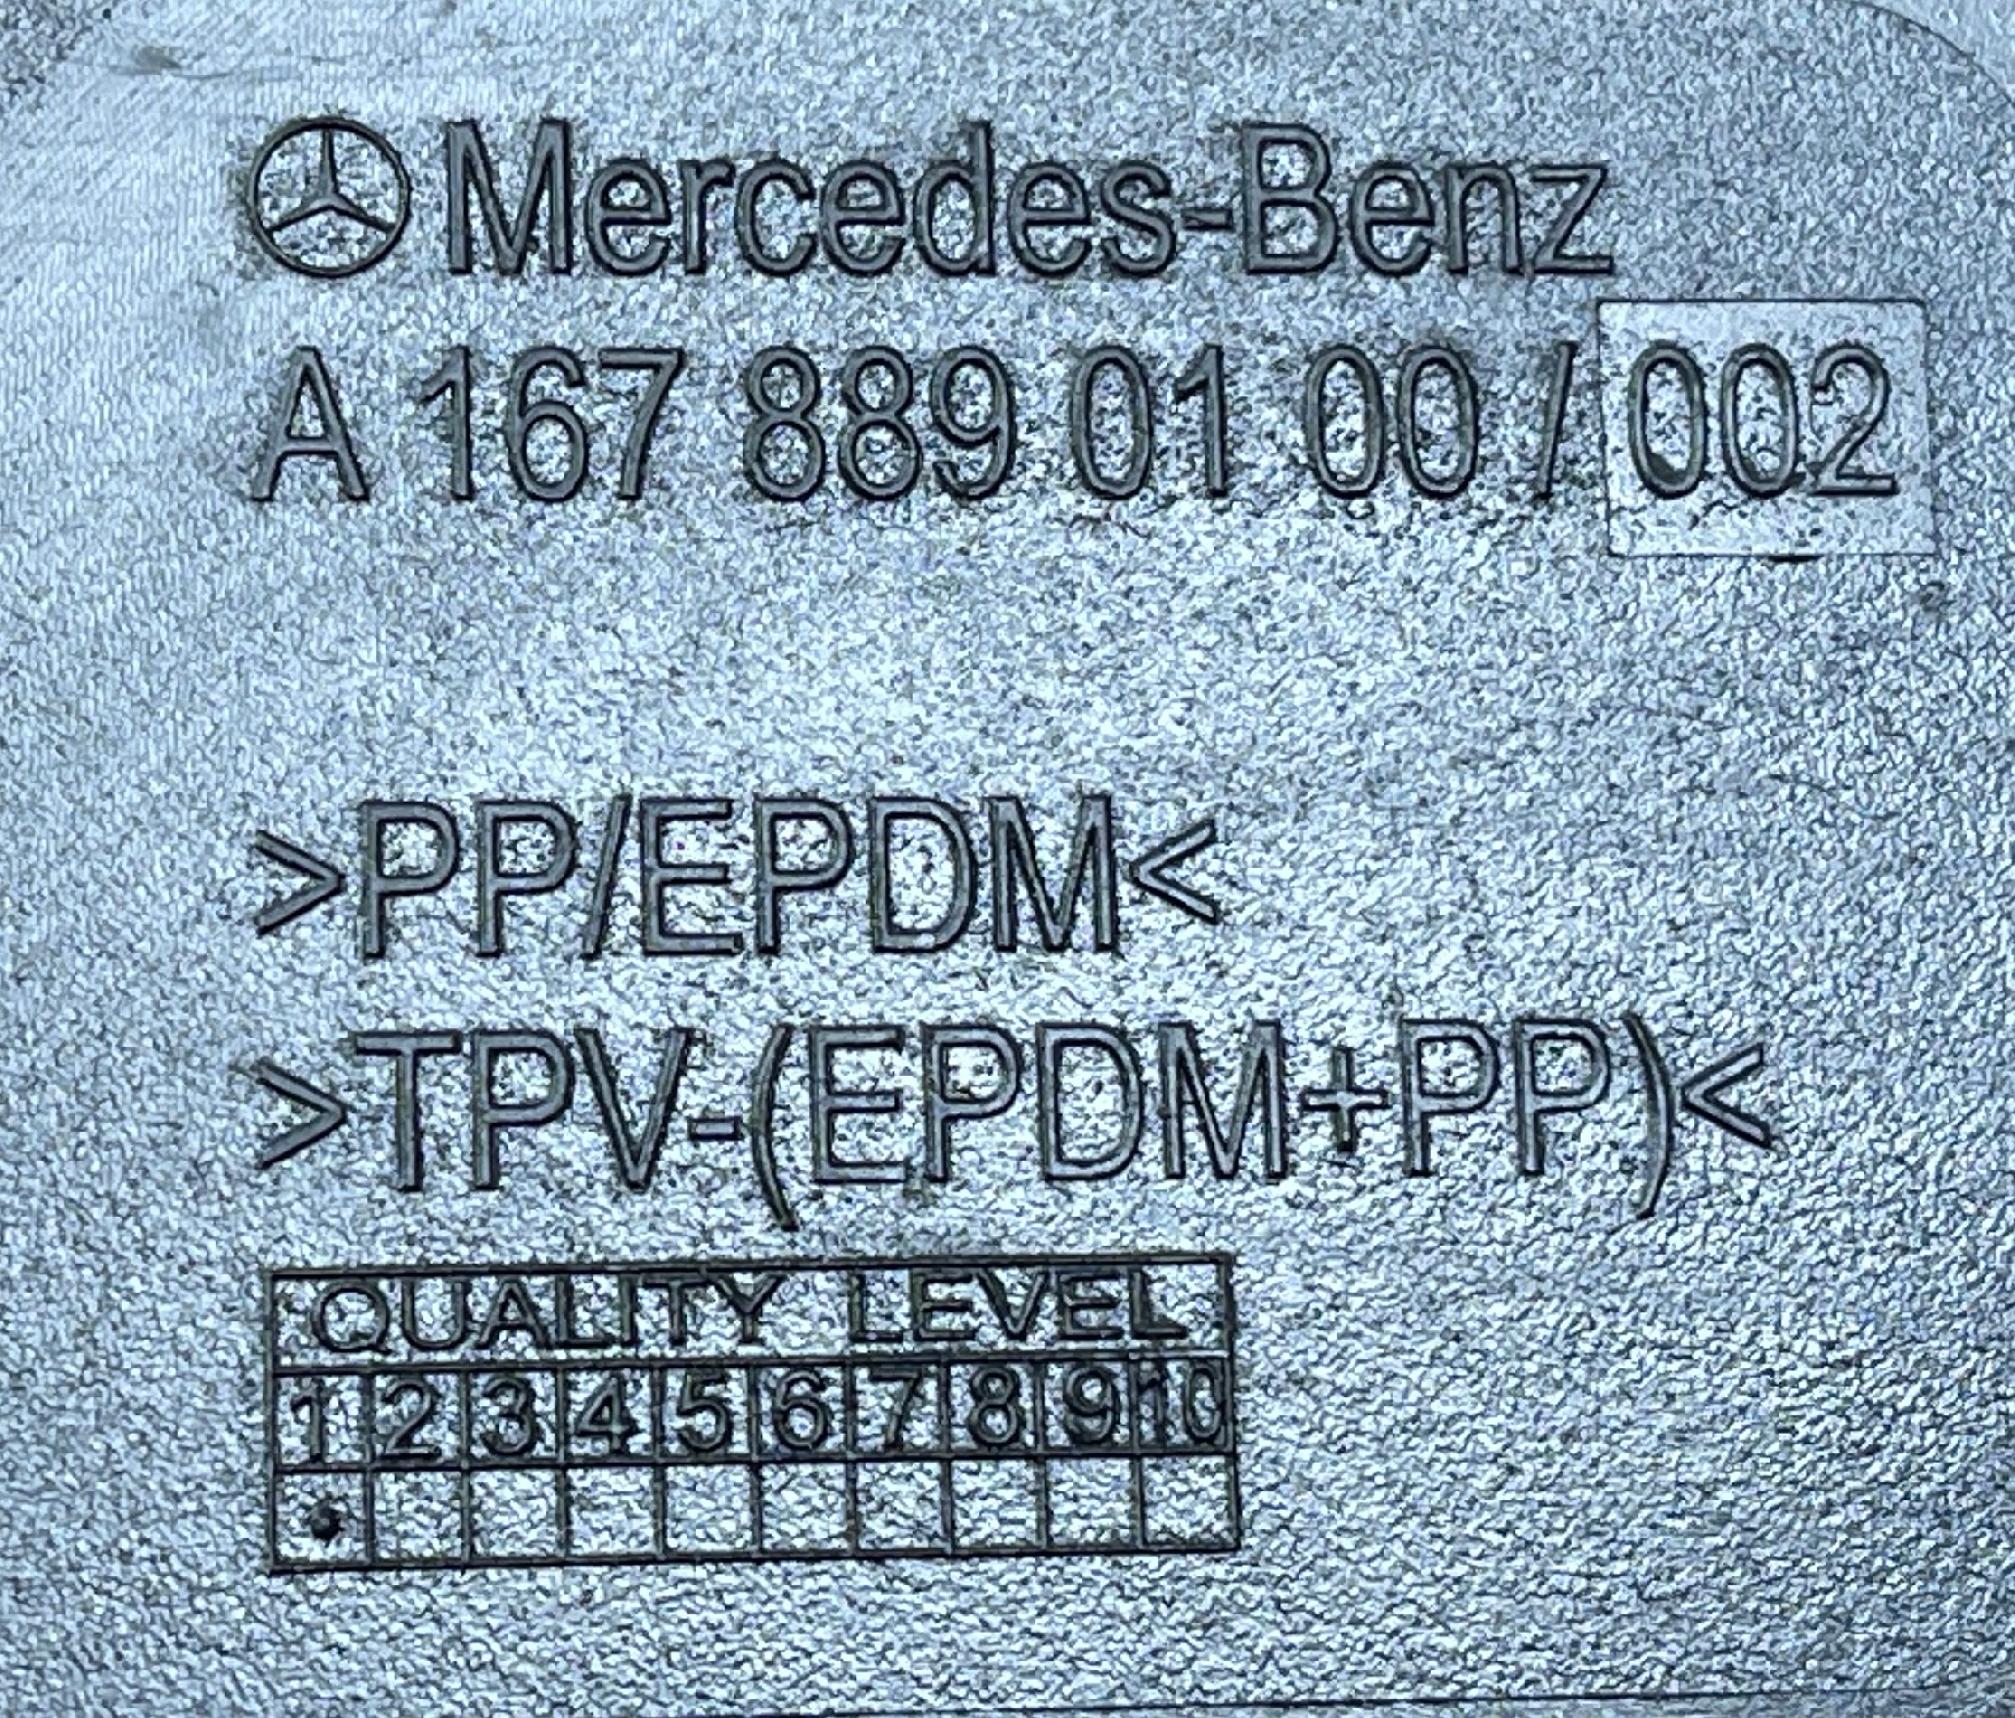 Mercedes-Benz
A 167 889 01 00 / 002
>PP/EPDM<
>TPV-(EPDM+PP)<
QUALITY LEVEL
1 2 3 4 5 6 7 8 9 10